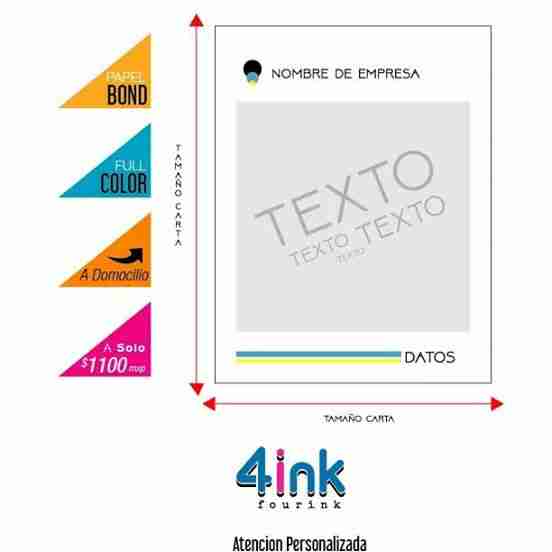 PAPEL
BOND
FULL
COLOR
A Domocilio
A Solo
$1100 mxp
TAMAÑO CARTA
NOMBRE DE EMPRESA
TEXTO
TEXTO TEXTO
TEXTO
DATOS
TAMAÑO CARTA
4ink
fourink
Atencion Personalizada